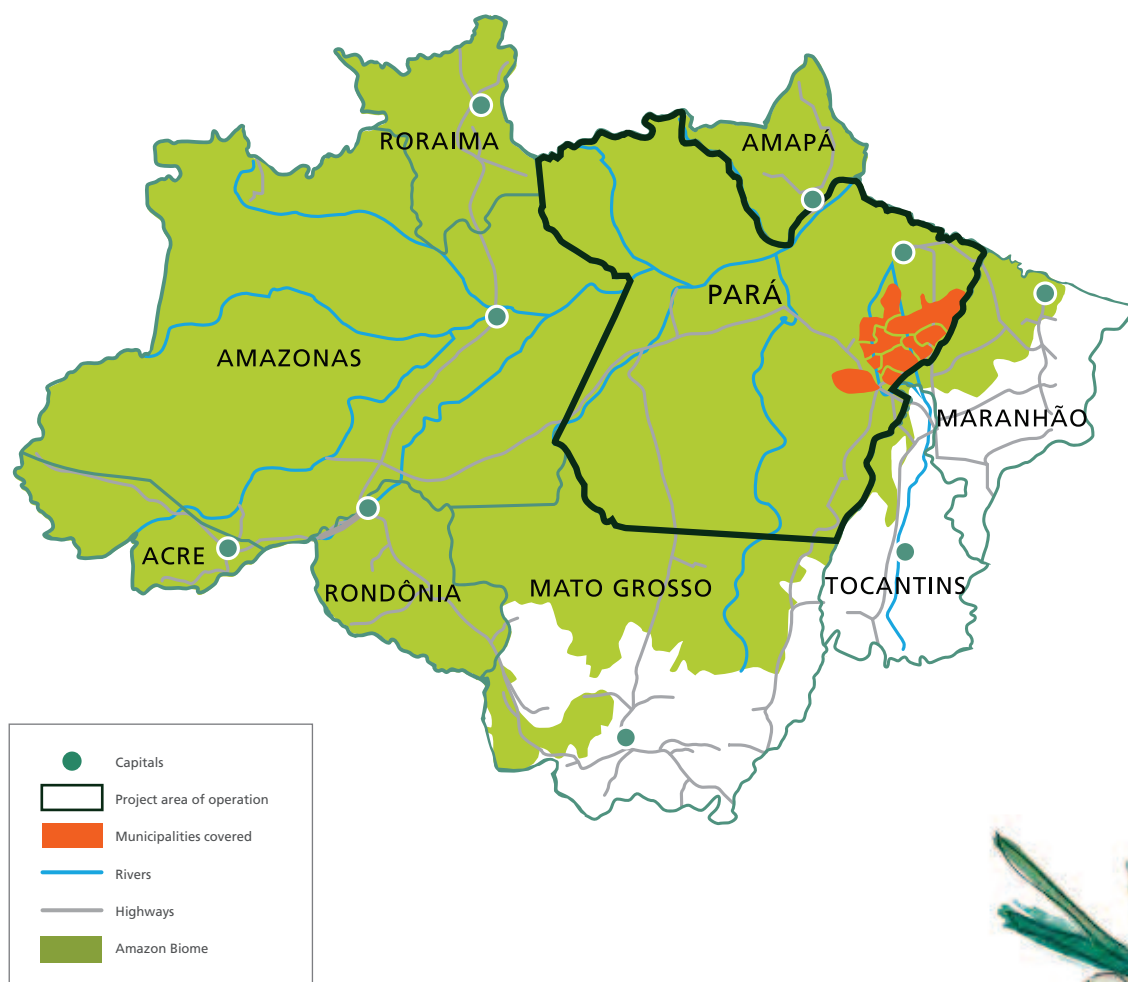 RORAIMA
AMAPÁ
PARÁ
AMAZONAS
MARANHÃO
ACRE
RONDÔNIA
MATO GROSSO
TOCANTINS
Capitals
Project area of operation
Municipalities covered
Rivers
Highways
Amazon Biome